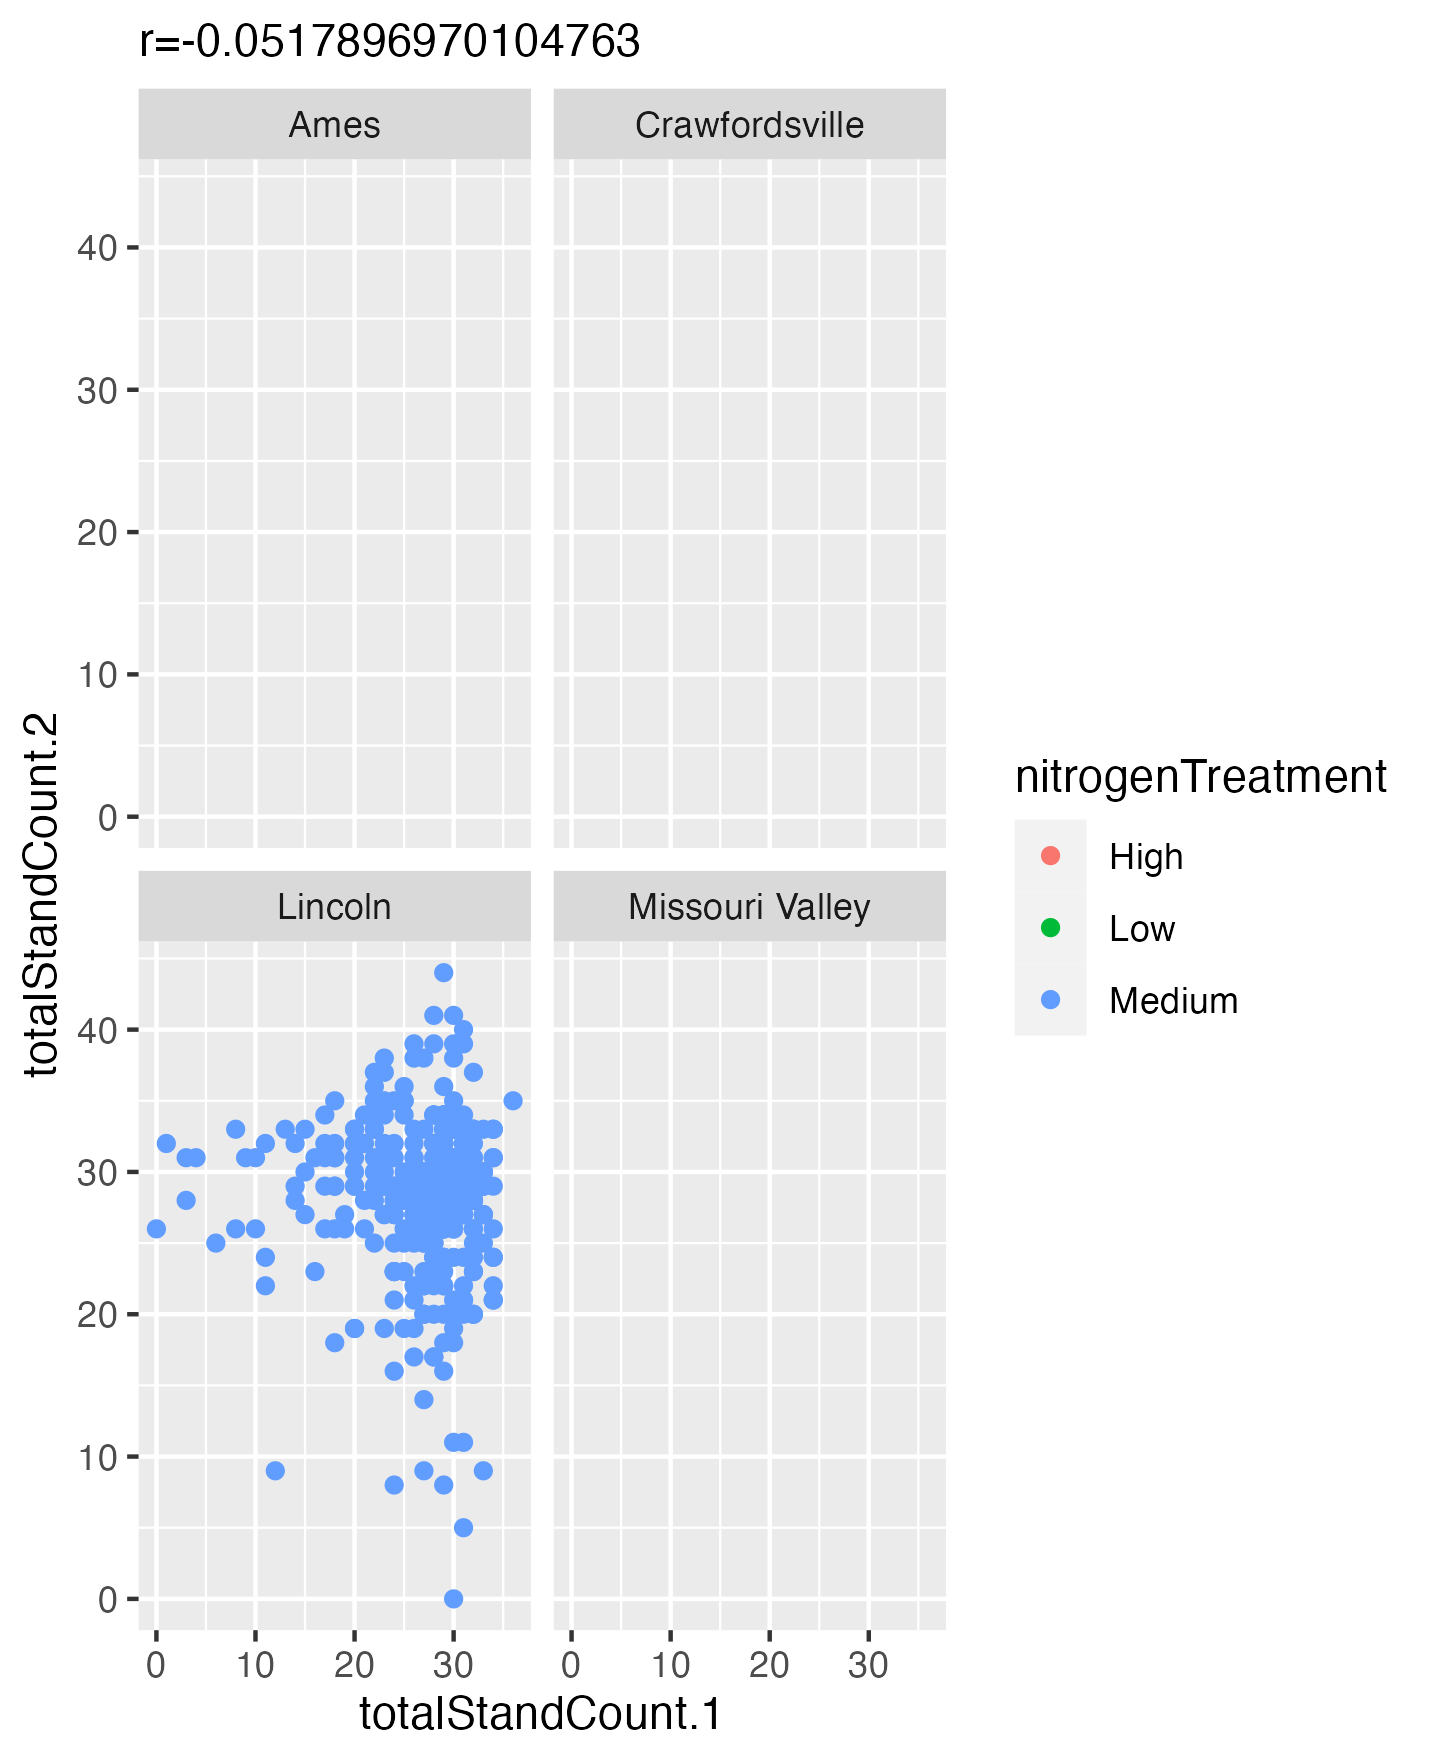 r=-0.0517896970104763
Ames
Crawfordsville
40
30
20
10
0
Lincoln
Missouri Valley
40
30
20
10
0
0 10 20 30
0 10 20 30
totalStandCount.1
totalStandCount.2
nitrogenTreatment
High
Low
Medium